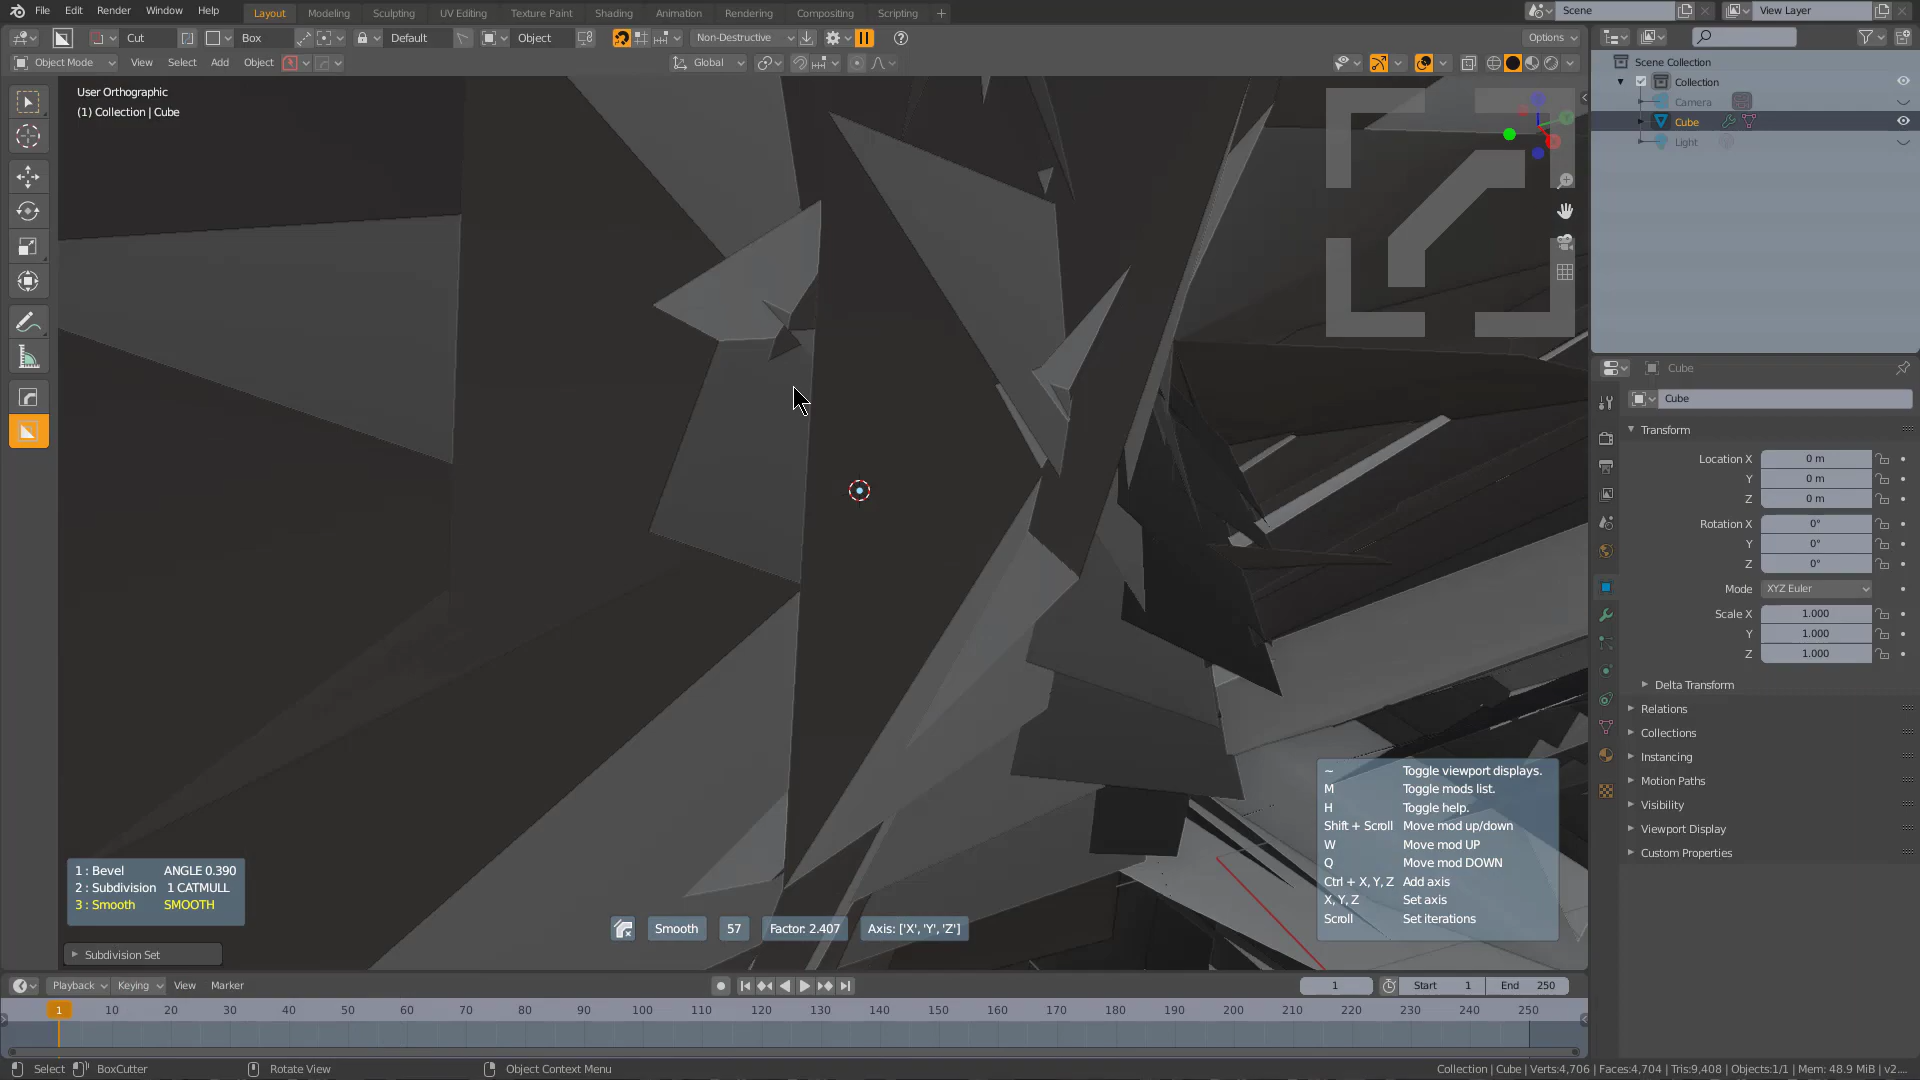 File Edit Render Window Help Layout Modeling Sculpting UV Editing Texture Paint Shading Animation Rendering Compositing Scripting + Scene View Layer
Cut Box Default Object Non-Destructive Options
Object Mode View Select Add Object Global
User Orthographic
(1) Collection | Cube
Scene Collection
Collection
Camera
Cube
Light
Cube
Cube
Transform
Location X 0 m
Y 0 m
Z 0 m
Rotation X 0°
Y 0°
Z 0°
Mode XYZ Euler
Scale X 1.000
Y 1.000
Z 1.000
Delta Transform
Relations
Collections
Instancing
Motion Paths
Visibility
Viewport Display
Custom Properties
~ Toggle viewport displays.
M Toggle mods list.
H Toggle help.
Shift + Scroll Move mod up/down
W Move mod UP
Q Move mod DOWN
Ctrl + X, Y, Z Add axis
X, Y, Z Set axis
Scroll Set iterations
1 : Bevel ANGLE 0.390
2 : Subdivision 1 CATMULL
3 : Smooth SMOOTH
Smooth 57 Factor: 2.407 Axis: ['X', 'Y', 'Z']
Subdivision Set
Playback Keying View Marker 1 Start 1 End 250
1 10 20 30 40 50 60 70 80 90 100 110 120 130 140 150 160 170 180 190 200 210 220 230 240 250
Select BoxCutter Rotate View Object Context Menu Collection | Cube | Verts:4,706 | Faces:4,704 | Tris:9,408 | Objects:1/1 | Mem: 48.9 MiB | v2....